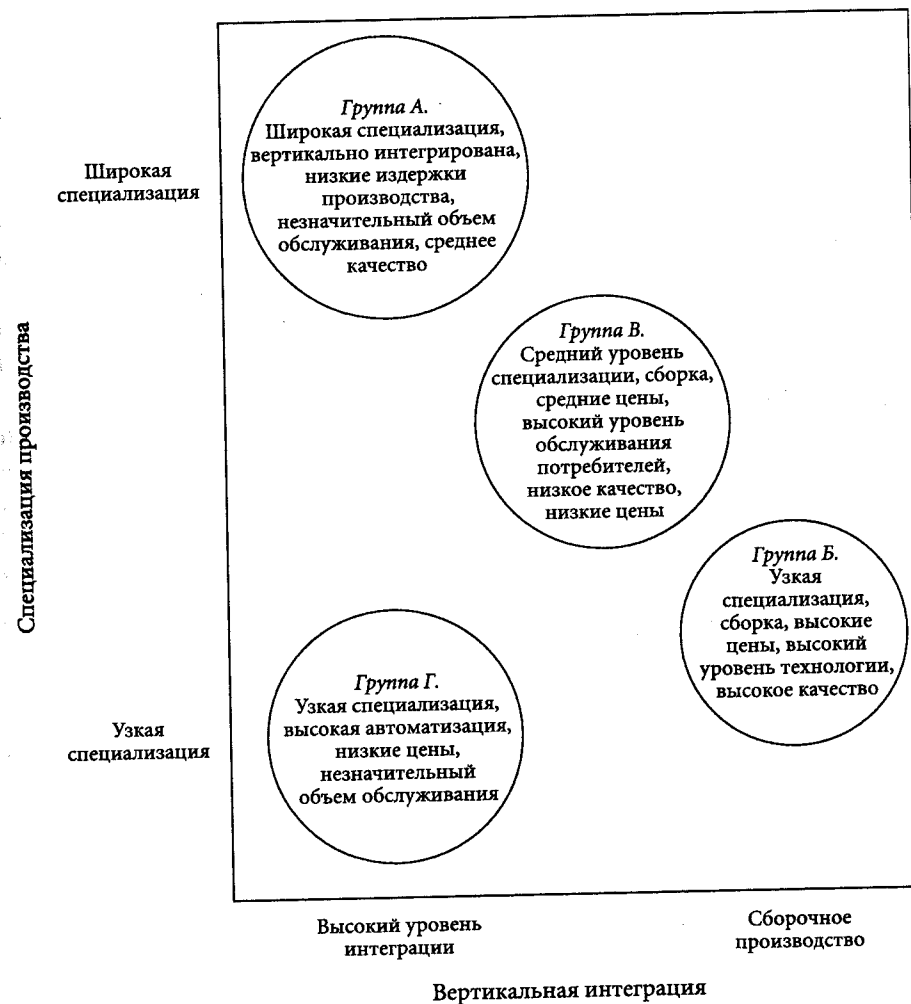 Группа А.
Широкая специализация,
вертикально интегрирована,
низкие издержки
производства,
незначительный объем
обслуживания, среднее
качество
Широкая
специализация
Группа В.
Средний уровень
специализации, сборка,
средние цены,
высокий уровень
обслуживания
потребителей,
низкое качество,
низкие цены
Специализация производства
Группа Б.
Узкая
специализация,
сборка, высокие
цены, высокий
уровень технологии,
высокое качество
Группа Г.
Узкая специализация,
высокая автоматизация,
низкие цены,
незначительный
объем обслуживания
Узкая
специализация
Высокий уровень
интеграции
Сборочное
производство
Вертикальная интеграция